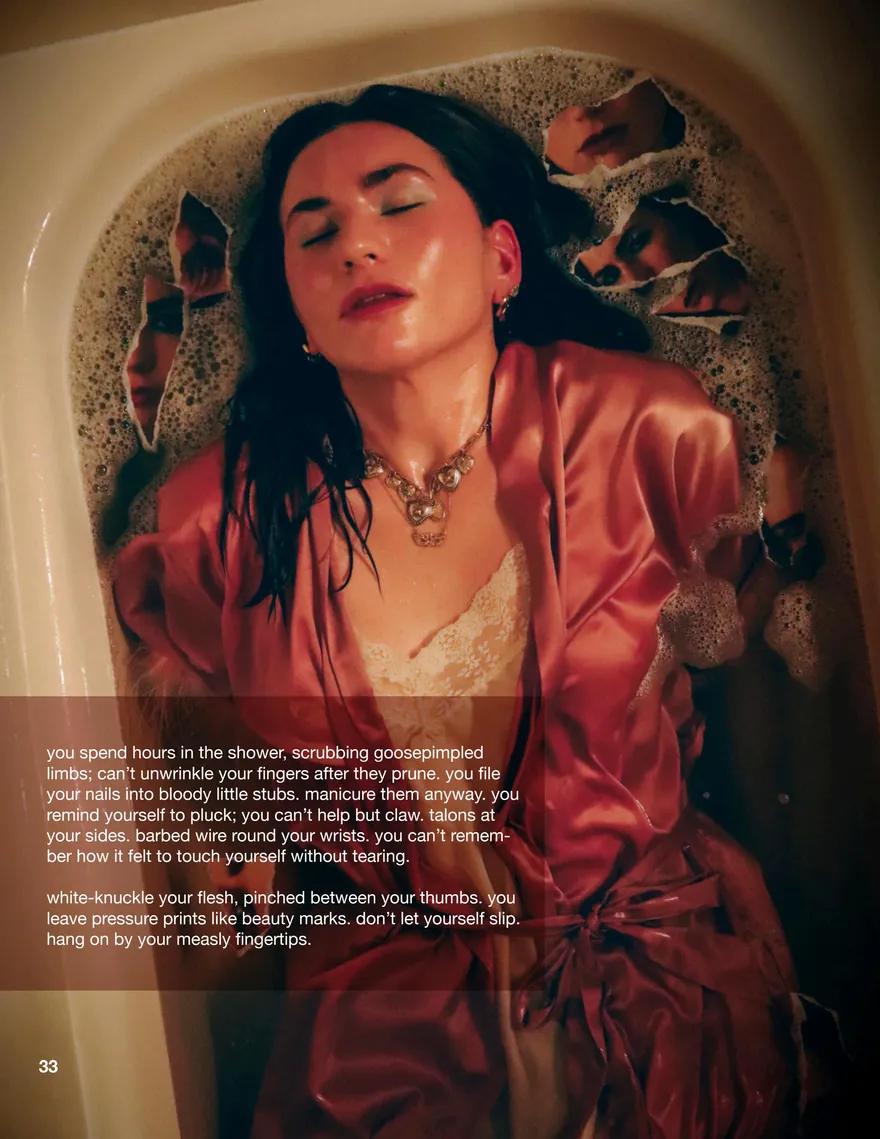 you spend hours in the shower, scrubbing goosepimpled
limbs; can’t unwrinkle your fingers after they prune. you file
your nails into bloody little stubs. manicure them anyway. you
remind yourself to pluck; you can’t help but claw. talons at
your sides. barbed wire round your wrists. you can’t remem-
ber how it felt to touch yourself without tearing.
white-knuckle your flesh, pinched between your thumbs. you
leave pressure prints like beauty marks. don’t let yourself slip.
hang on by your measly fingertips.
33